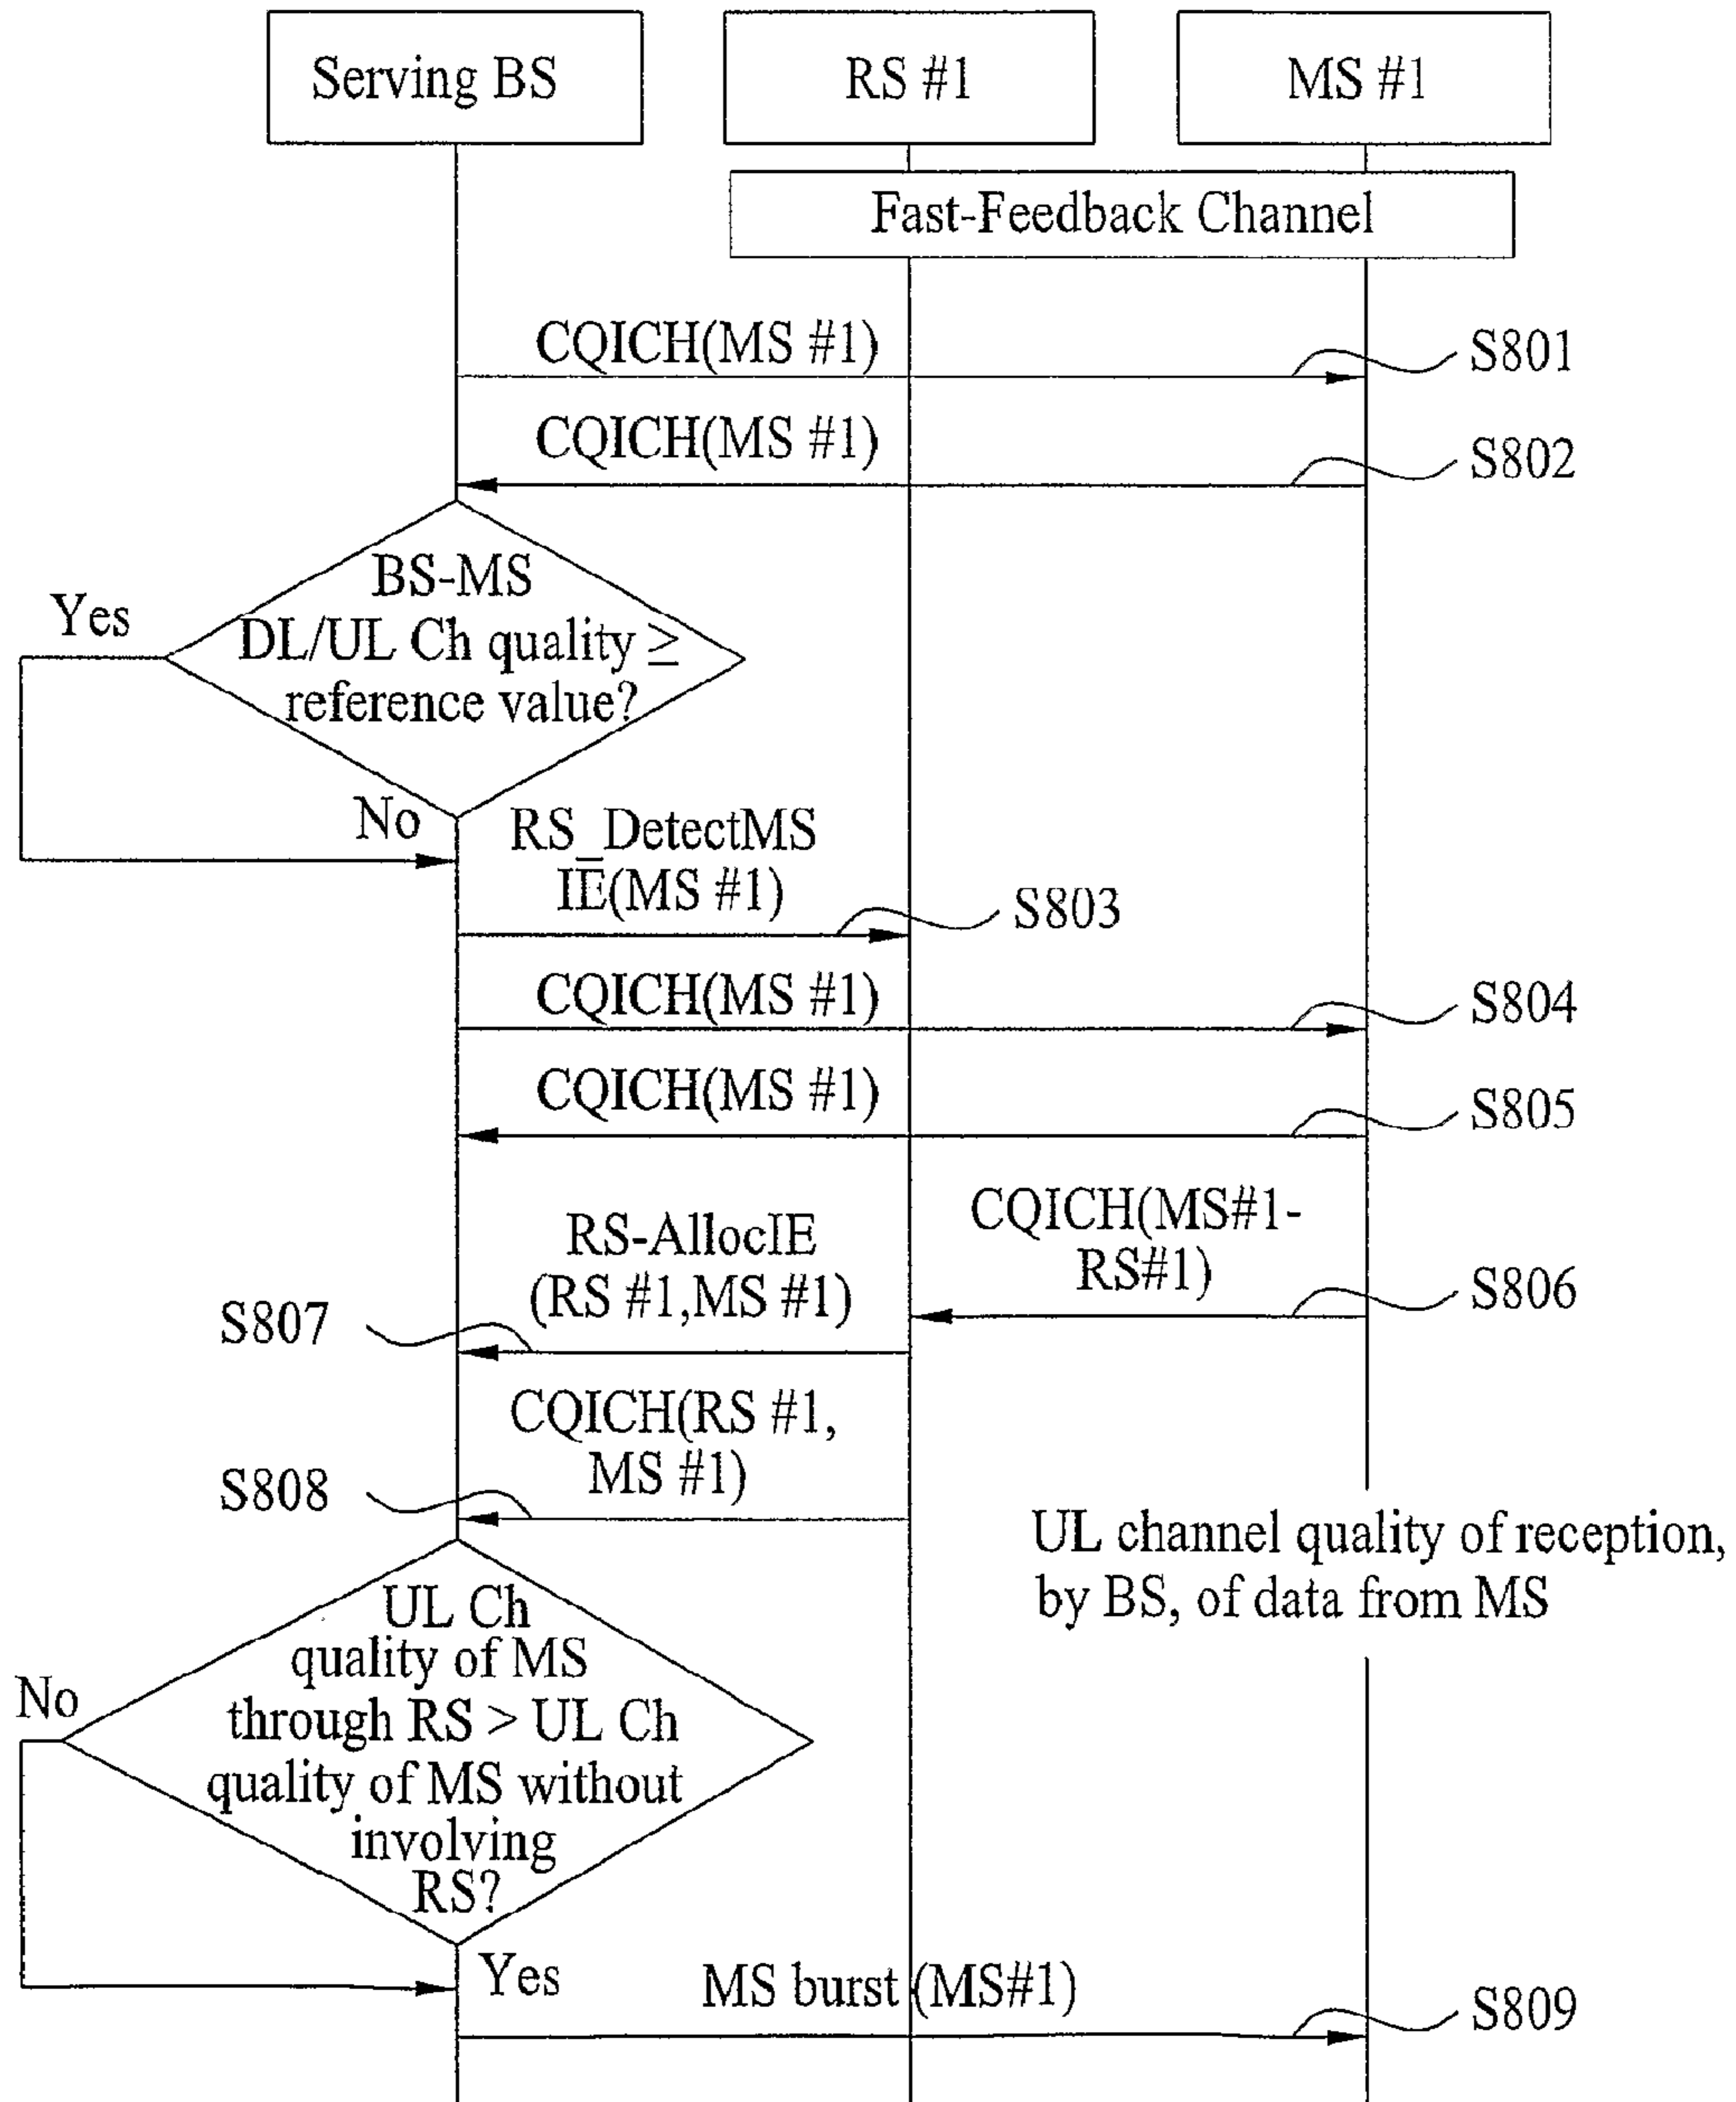 Serving BS
RS #1
MS #1
Fast-Feedback Channel
CQICH(MS #1)
S801
CQICH(MS #1)
S802
BS-MS
DL/UL Ch quality ≥
reference value?
Yes
No
RS_DetectMS
IE(MS #1)
S803
CQICH(MS #1)
S804
CQICH(MS #1)
S805
CQICH(MS#1-
RS#1)
S806
RS-AllocIE
(RS #1,MS #1)
S807
CQICH(RS #1,
MS #1)
S808
UL channel quality of reception,
by BS, of data from MS
UL Ch
quality of MS
through RS > UL Ch
quality of MS without
involving
RS?
No
Yes
MS burst (MS#1)
S809